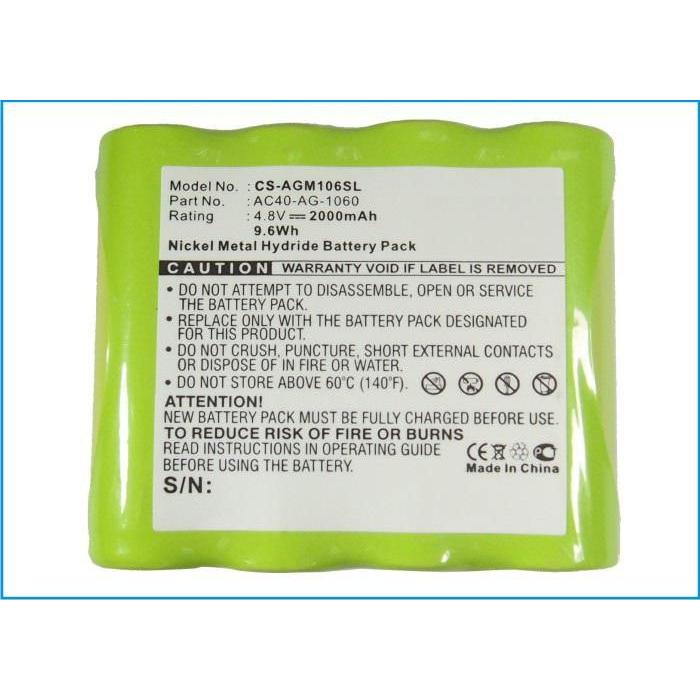 Model No. : CS-AGM106SL
Part No. : AC40-AG-1060
Rating : 4.8V⎓2000mAh
9.6Wh
Nickel Metal Hydride Battery Pack
CAUTION WARRANTY VOID IF LABEL IS REMOVED
• DO NOT ATTEMPT TO DISASSEMBLE, OPEN OR SERVICE
THE BATTERY PACK.
• REPLACE ONLY WITH THE BATTERY PACK DESIGNATED
FOR THIS PRODUCT.
• DO NOT CRUSH, PUNCTURE, SHORT EXTERNAL CONTACTS
OR DISPOSE OF IN FIRE OR WATER.
• DO NOT STORE ABOVE 60°C (140°F).
ATTENTION!
NEW BATTERY PACK MUST BE FULLY CHARGED BEFORE USE.
TO REDUCE RISK OF FIRE OR BURNS
READ INSTRUCTIONS IN OPERATING GUIDE
BEFORE USING THE BATTERY.
CE
Made In China
S/N: